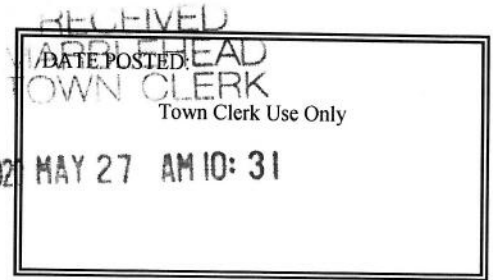 RECEIVED
MARBLEHEAD
DATE POSTED:
TOWN CLERK
Town Clerk Use Only
MAY 27 AM 10: 31